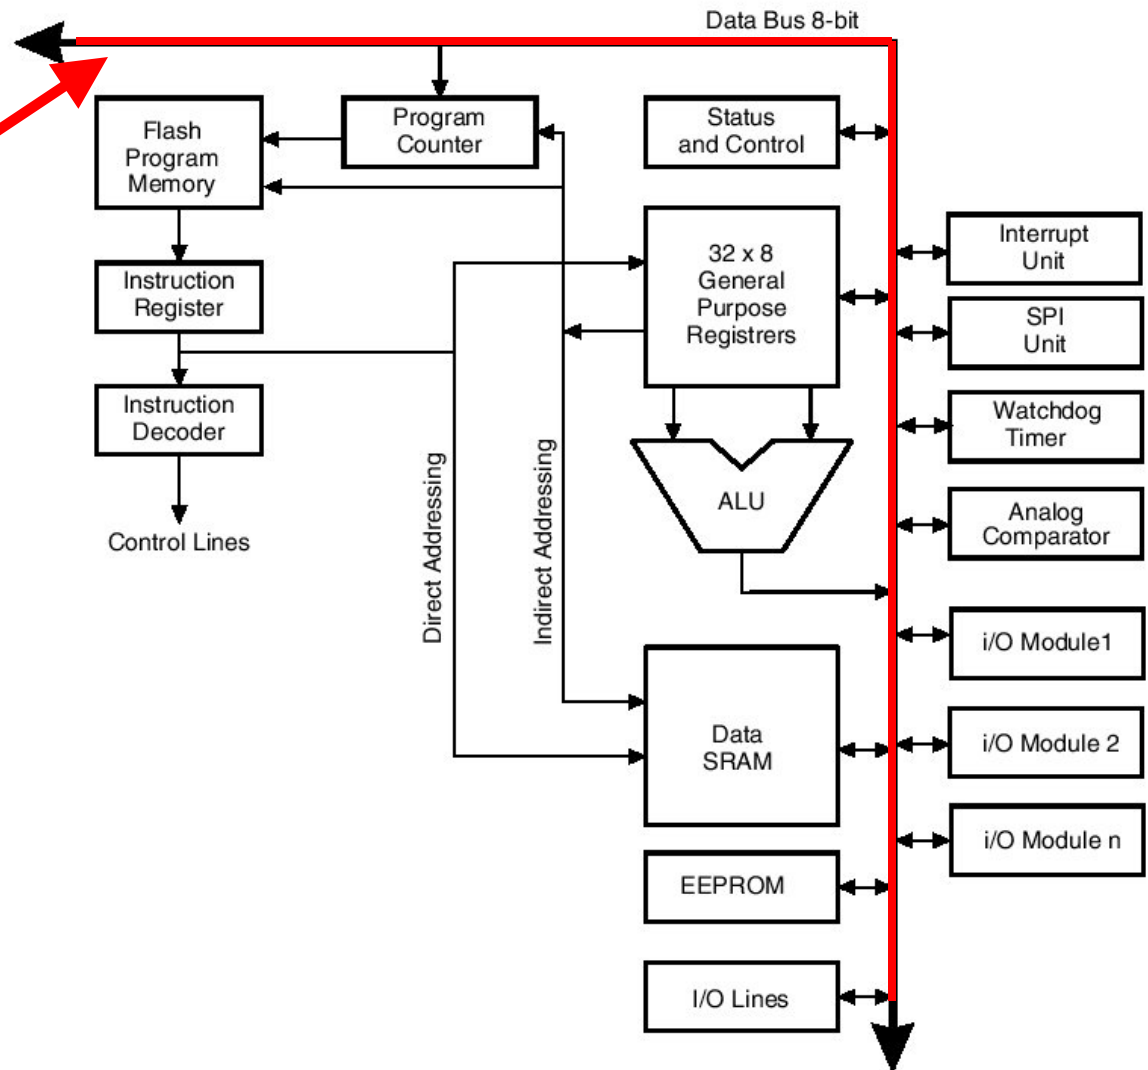 Data Bus 8-bit
Flash
Program
Memory
Program
Counter
Status
and Control
32 x 8
General
Purpose
Registrers
Interrupt
Unit
Instruction
Register
SPI
Unit
Instruction
Decoder
Watchdog
Timer
Control Lines
Direct Addressing
Indirect Addressing
ALU
Analog
Comparator
i/O Module1
Data
SRAM
i/O Module 2
i/O Module n
EEPROM
I/O Lines